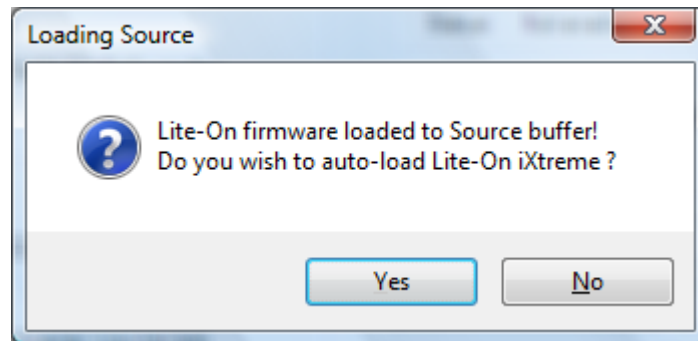 Loading Source
Lite-On firmware loaded to Source buffer!
Do you wish to auto-load Lite-On iXtreme ?
Yes
No